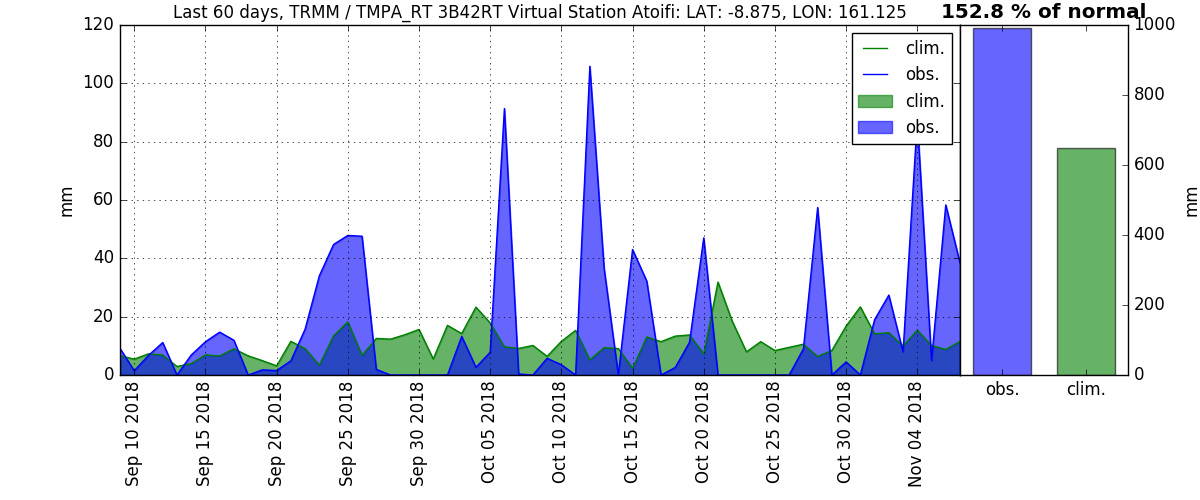 Last 60 days, TRMM / TMPA_RT 3B42RT Virtual Station Atoifi: LAT: -8.875, LON: 161.125
152.8 % of normal
120
100
80
60
40
20
0
mm
clim.
obs.
clim.
obs.
1000
800
600
400
200
0
mm
Sep 10 2018
Sep 15 2018
Sep 20 2018
Sep 25 2018
Sep 30 2018
Oct 05 2018
Oct 10 2018
Oct 15 2018
Oct 20 2018
Oct 25 2018
Oct 30 2018
Nov 04 2018
obs.
clim.